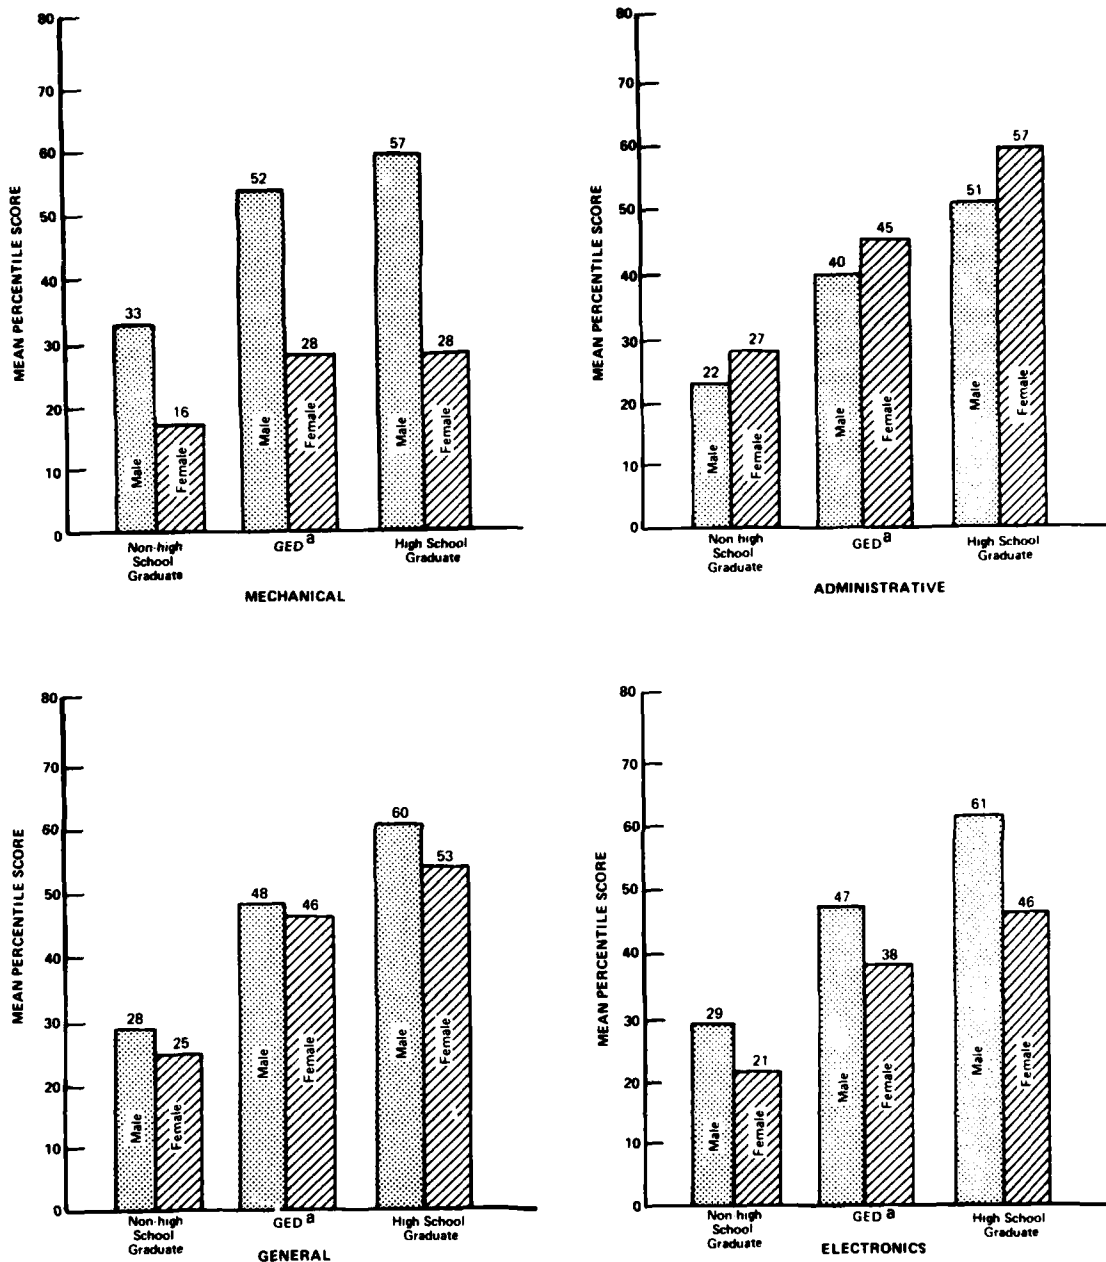 MEAN PERCENTILE SCORE
80
70
60
50
40
30
20
10
0
33
16
52
28
57
28
Male
Female
Male
Female
Male
Female
Non-high
School
Graduate
GED a
High School
Graduate
MECHANICAL
MEAN PERCENTILE SCORE
80
70
60
50
40
30
20
10
0
22
27
40
45
51
57
Male
Female
Male
Female
Male
Female
Non high
School
Graduate
GED a
High School
Graduate
ADMINISTRATIVE
MEAN PERCENTILE SCORE
80
70
60
50
40
30
20
10
0
28
25
48
46
60
53
Male
Female
Male
Female
Male
Female
Non-high
School
Graduate
GED a
High School
Graduate
GENERAL
MEAN PERCENTILE SCORE
80
70
60
50
40
30
20
10
0
29
21
47
38
61
46
Male
Female
Male
Female
Male
Female
Non high
School
Graduate
GED a
High School
Graduate
ELECTRONICS